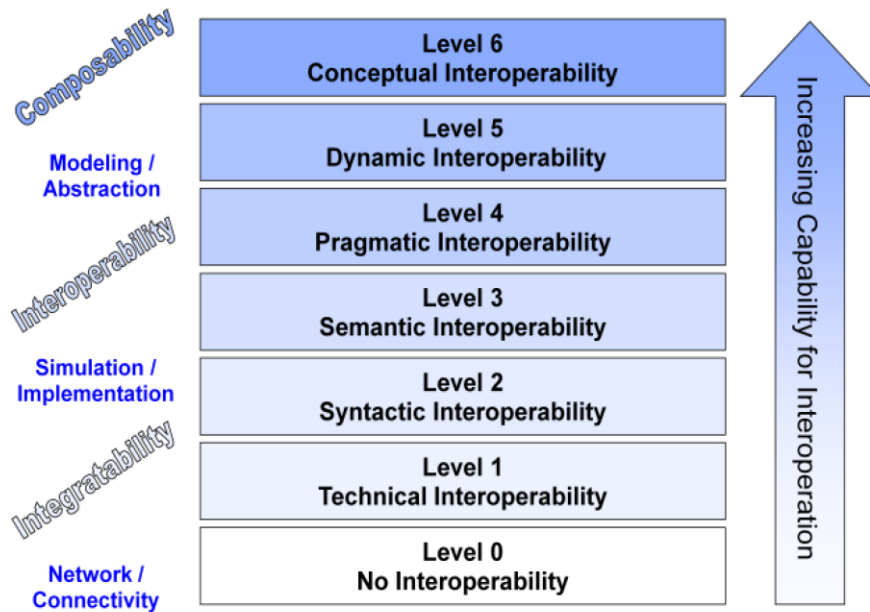 Composability
Modeling /
Abstraction
Interoperability
Simulation /
Implementation
Integratability
Network /
Connectivity
Level 6
Conceptual Interoperability
Level 5
Dynamic Interoperability
Level 4
Pragmatic Interoperability
Level 3
Semantic Interoperability
Level 2
Syntactic Interoperability
Level 1
Technical Interoperability
Level 0
No Interoperability
Increasing Capability for Interoperation